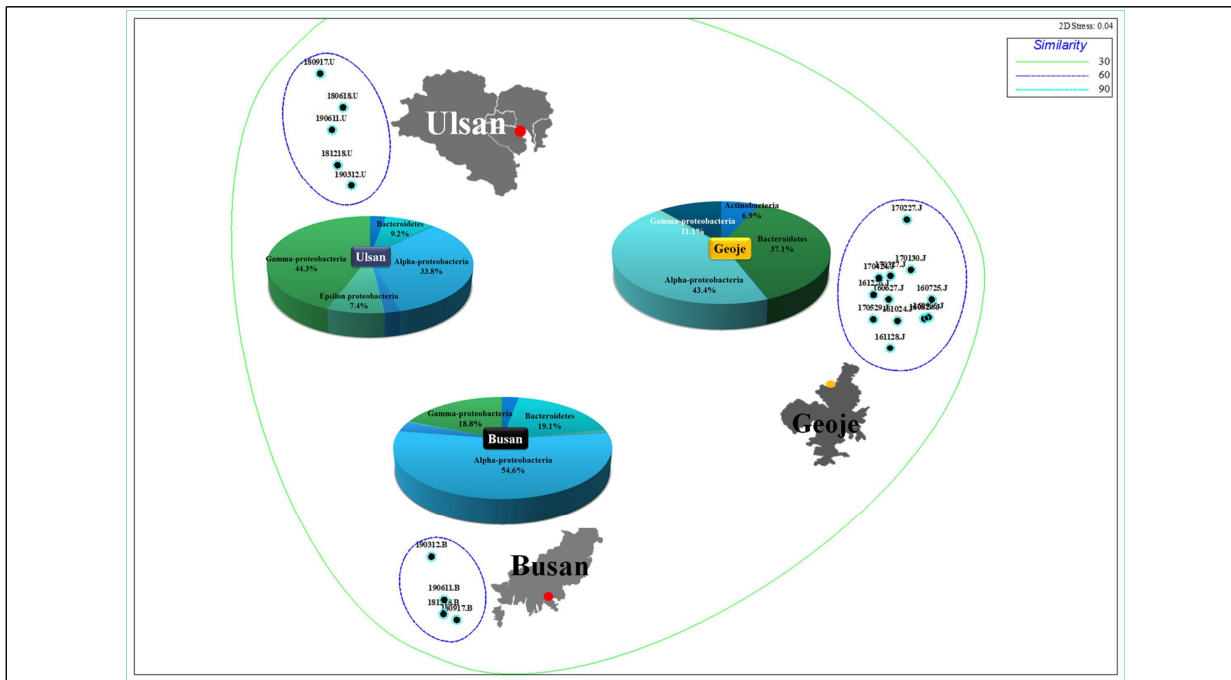 2D Stress: 0.04
Similarity
30
60
90
180917.U
180618.U
190611.U
181218.U
190312.U
Ulsan
Bacteroidetes
9.2%
Gamma-proteobacteria
44.3%
Ulsan
Alpha-proteobacteria
33.8%
Epsilon proteobacteria
7.4%
Actinobacteria
6.9%
Gamma-proteobacteria
11.1%
Bacteroidetes
37.1%
Geoje
Alpha-proteobacteria
43.4%
170227.J
170130.J
160627.J
160725.J
170529.J
161024.J
161128.J
Geoje
Gamma-proteobacteria
18.8%
Bacteroidetes
19.1%
Busan
Alpha-proteobacteria
54.6%
190312.B
190611.B
180917.B
Busan